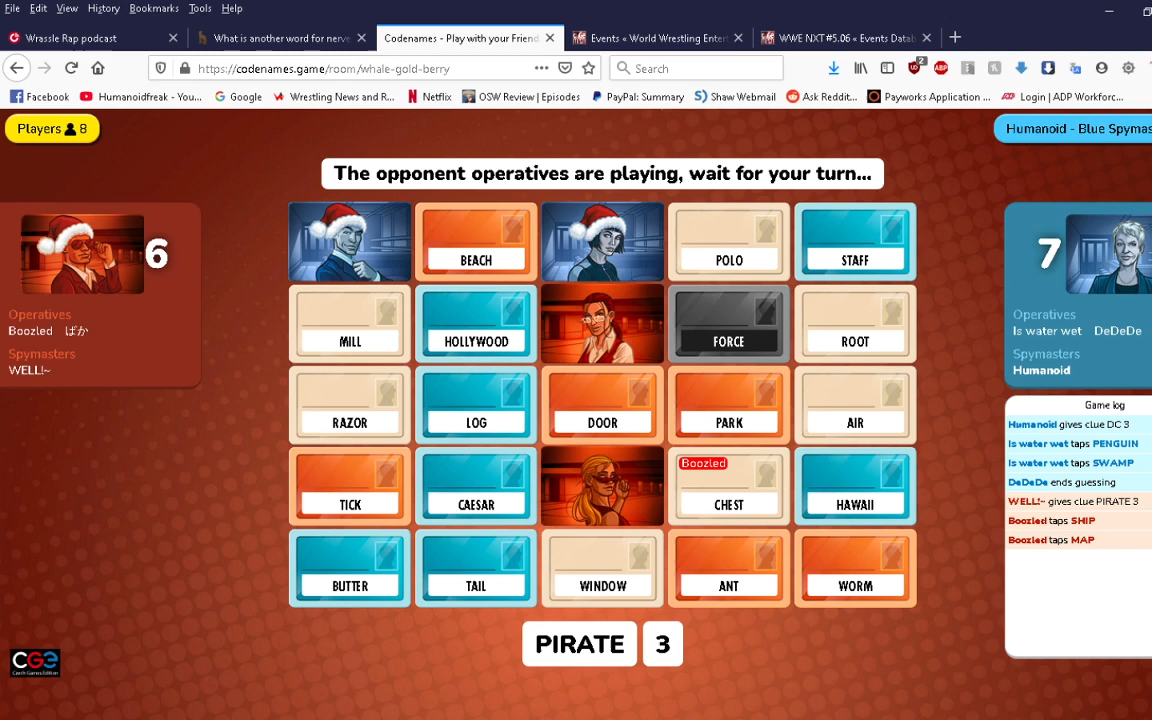 File Edit View History Bookmarks Tools Help
Wrassle Rap podcast
What is another word for nerve
Codenames - Play with your Friend
Events « World Wrestling Enter
WWE NXT #5.06 « Events Datab
https://codenames.game/room/whale-gold-berry
Search
2
Facebook
Humanoidfreak - You...
Google
Wrestling News and R...
Netflix
OSW Review | Episodes
PayPal: Summary
Shaw Webmail
Ask Reddit...
Payworks Application ...
Login | ADP Workforc...
Players 8
Humanoid - Blue Spymas
The opponent operatives are playing, wait for your turn...
6
Operatives
Boozled ばか
Spymasters
WELL!~
BEACH
POLO
STAFF
MILL
HOLLYWOOD
FORCE
ROOT
RAZOR
LOG
DOOR
PARK
AIR
TICK
CAESAR
Boozled
CHEST
HAWAII
BUTTER
TAIL
WINDOW
ANT
WORM
PIRATE 3
7
Operatives
Is water wet DeDeDe
Spymasters
Humanoid
Game log
Humanoid gives clue DC 3
Is water wet taps PENGUIN
Is water wet taps SWAMP
DeDeDe ends guessing
WELL!~ gives clue PIRATE 3
Boozled taps SHIP
Boozled taps MAP
CGE
Czech Games Edition